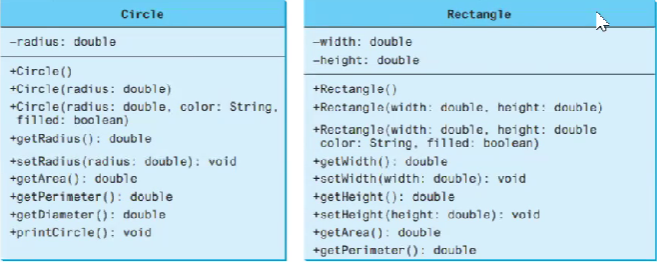 Circle
-radius: double
+Circle()
+Circle(radius: double)
+Circle(radius: double, color: String,
filled: boolean)
+getRadius(): double
+setRadius(radius: double): void
+getArea(): double
+getPerimeter(): double
+getDiameter(): double
+printCircle(): void
Rectangle
-width: double
-height: double
+Rectangle()
+Rectangle(width: double, height: double)
+Rectangle(width: double, height: double
color: String, filled: boolean)
+getWidth(): double
+setWidth(width: double): void
+getHeight(): double
+setHeight(height: double): void
+getArea(): double
+getPerimeter(): double